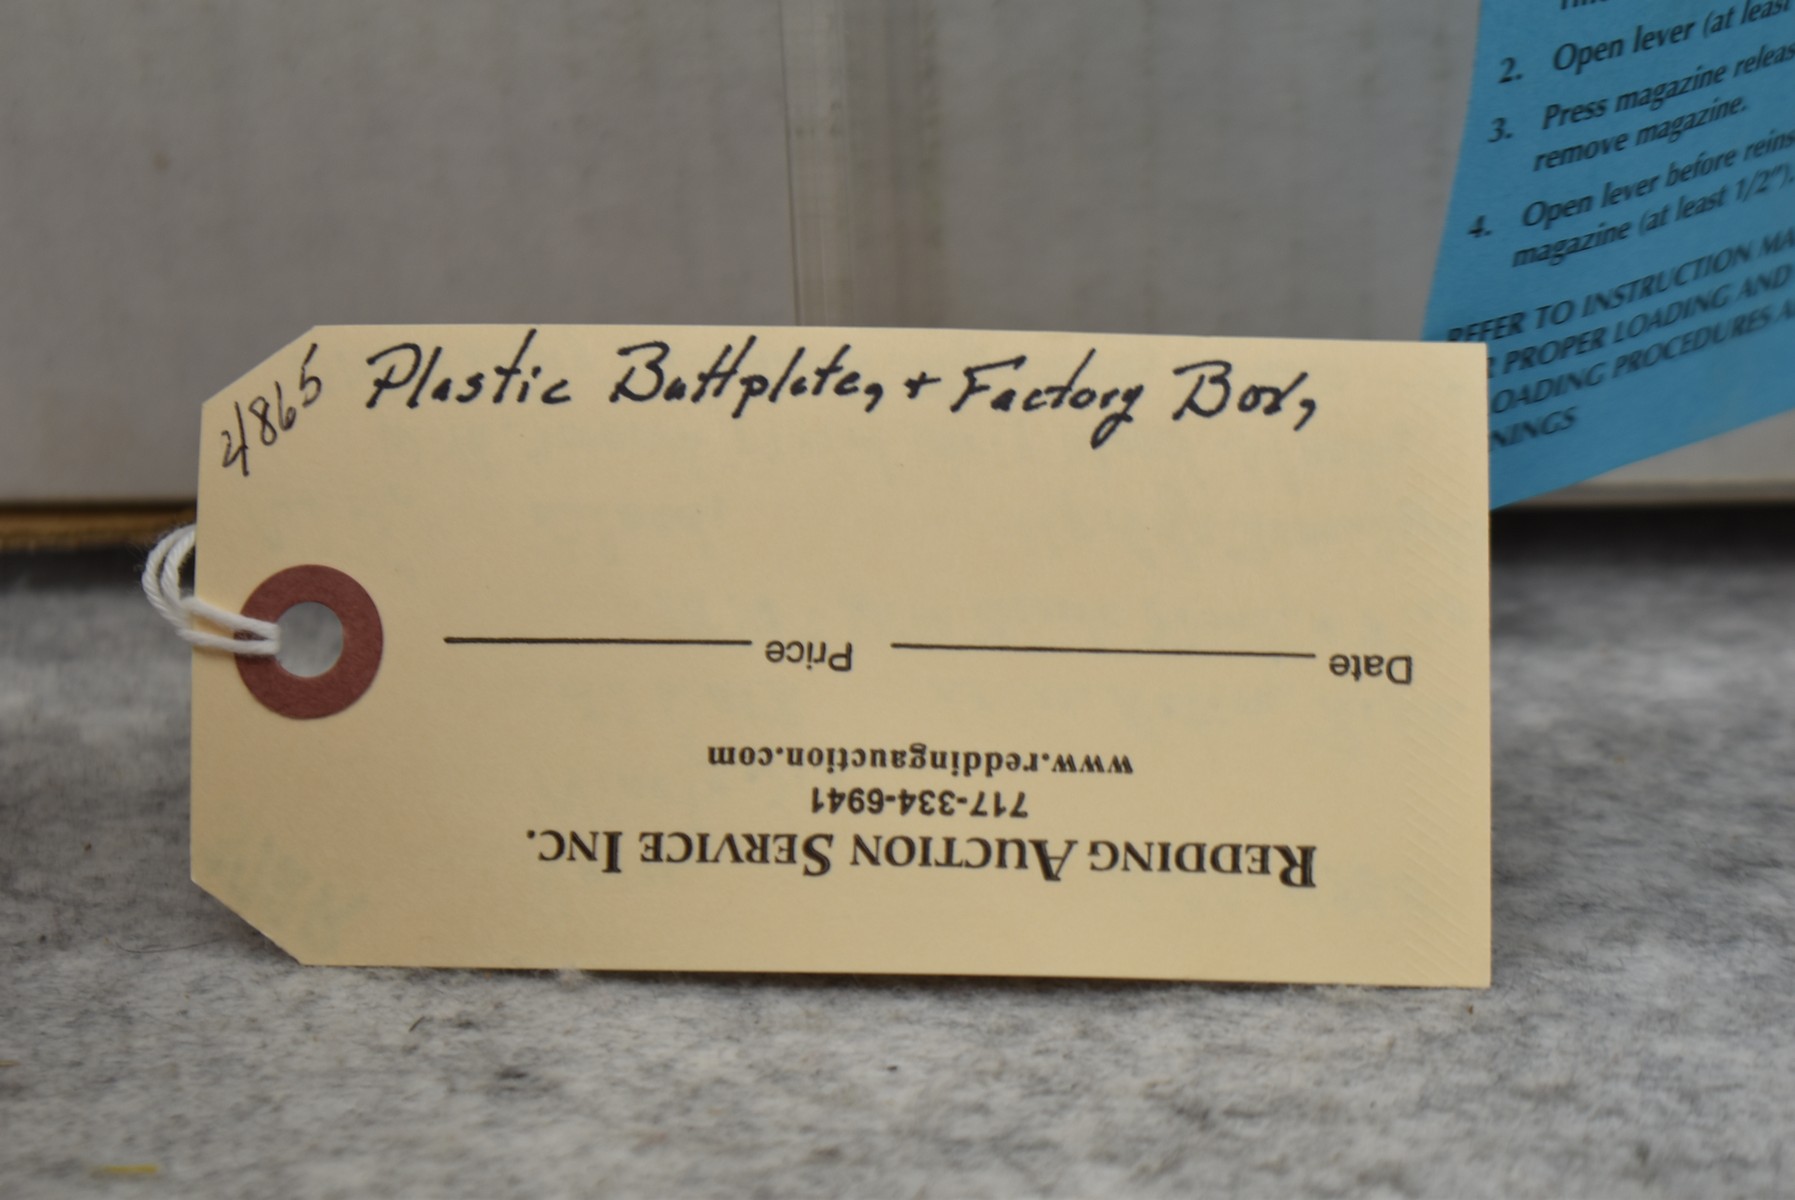 2. Open lever (at least
3. Press magazine releas
remove magazine.
4. Open lever before reins
magazine (at least 1/2").
REFER TO INSTRUCTION MA
R PROPER LOADING AND
OADING PROCEDURES A
NINGS
4865 Plastic Buttplate, + Factory Box,
Date Price
www.reddingauction.com
717-334-6941
REDDING AUCTION SERVICE INC.